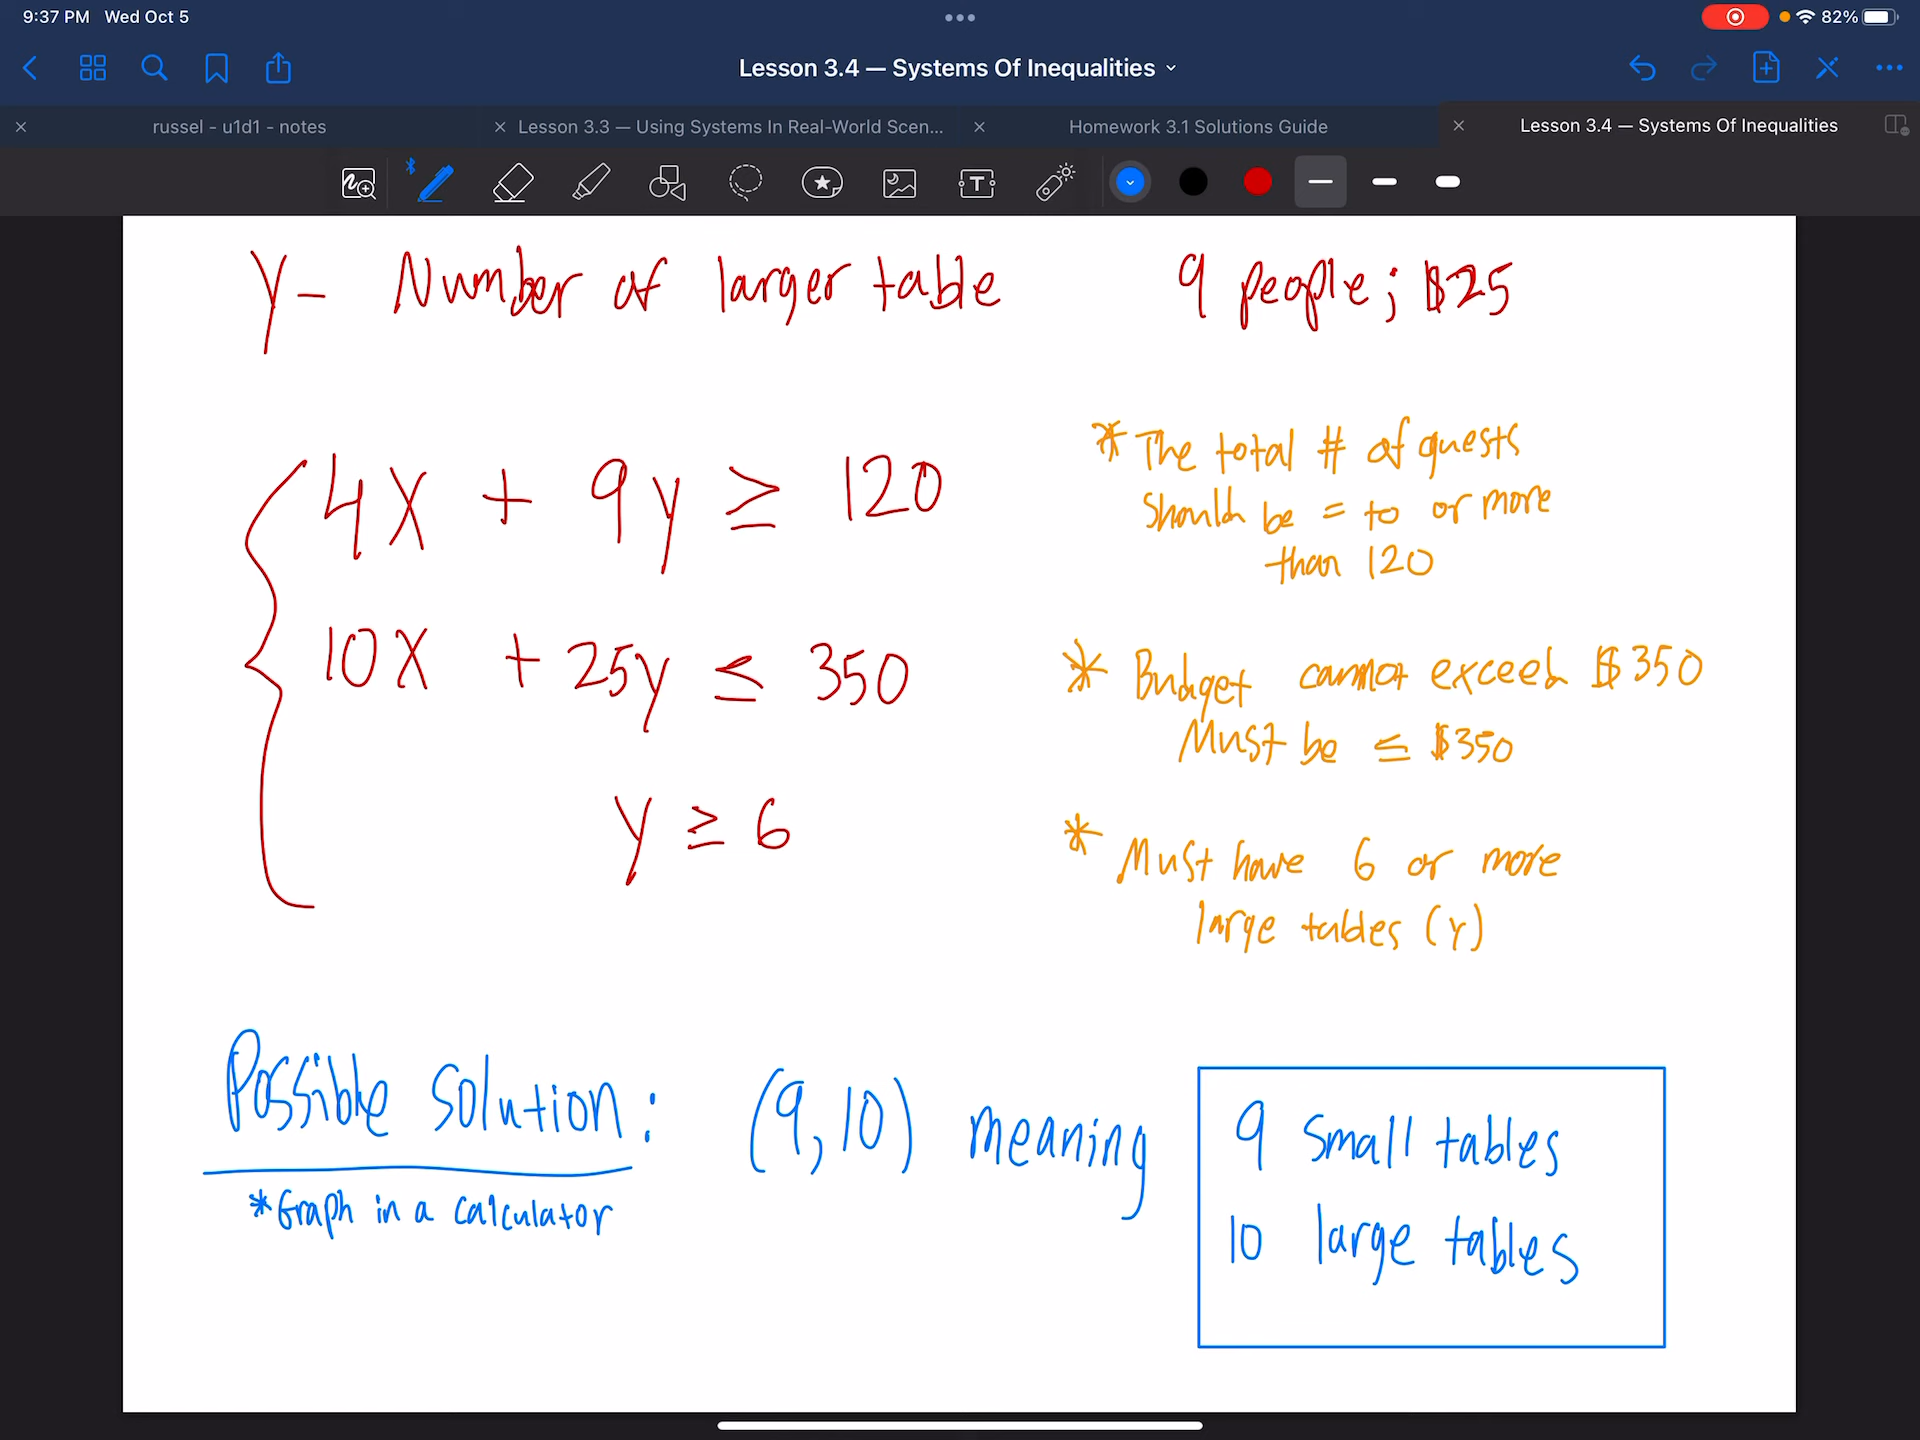 9:37 PM Wed Oct 5
82%
Lesson 3.4 — Systems Of Inequalities
russel - u1d1 - notes
Lesson 3.3 — Using Systems In Real-World Scen...
Homework 3.1 Solutions Guide
Lesson 3.4 — Systems Of Inequalities
Y - Number of larger table 9 people; $25
4x + 9y ≥ 120
* The total # of guests
should be = to or more
than 120
10x + 25y ≤ 350
* Budget cannot exceed $350
Must be ≤ $350
y ≥ 6
* Must have 6 or more
large tables (y)
Possible solution: (9,10) meaning
*Graph in a calculator
9 small tables
10 large tables